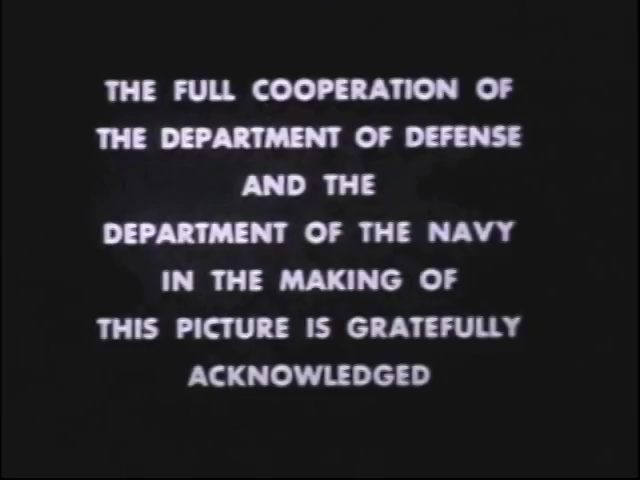 THE FULL COOPERATION OF
THE DEPARTMENT OF DEFENSE
AND THE
DEPARTMENT OF THE NAVY
IN THE MAKING OF
THIS PICTURE IS GRATEFULLY
ACKNOWLEDGED